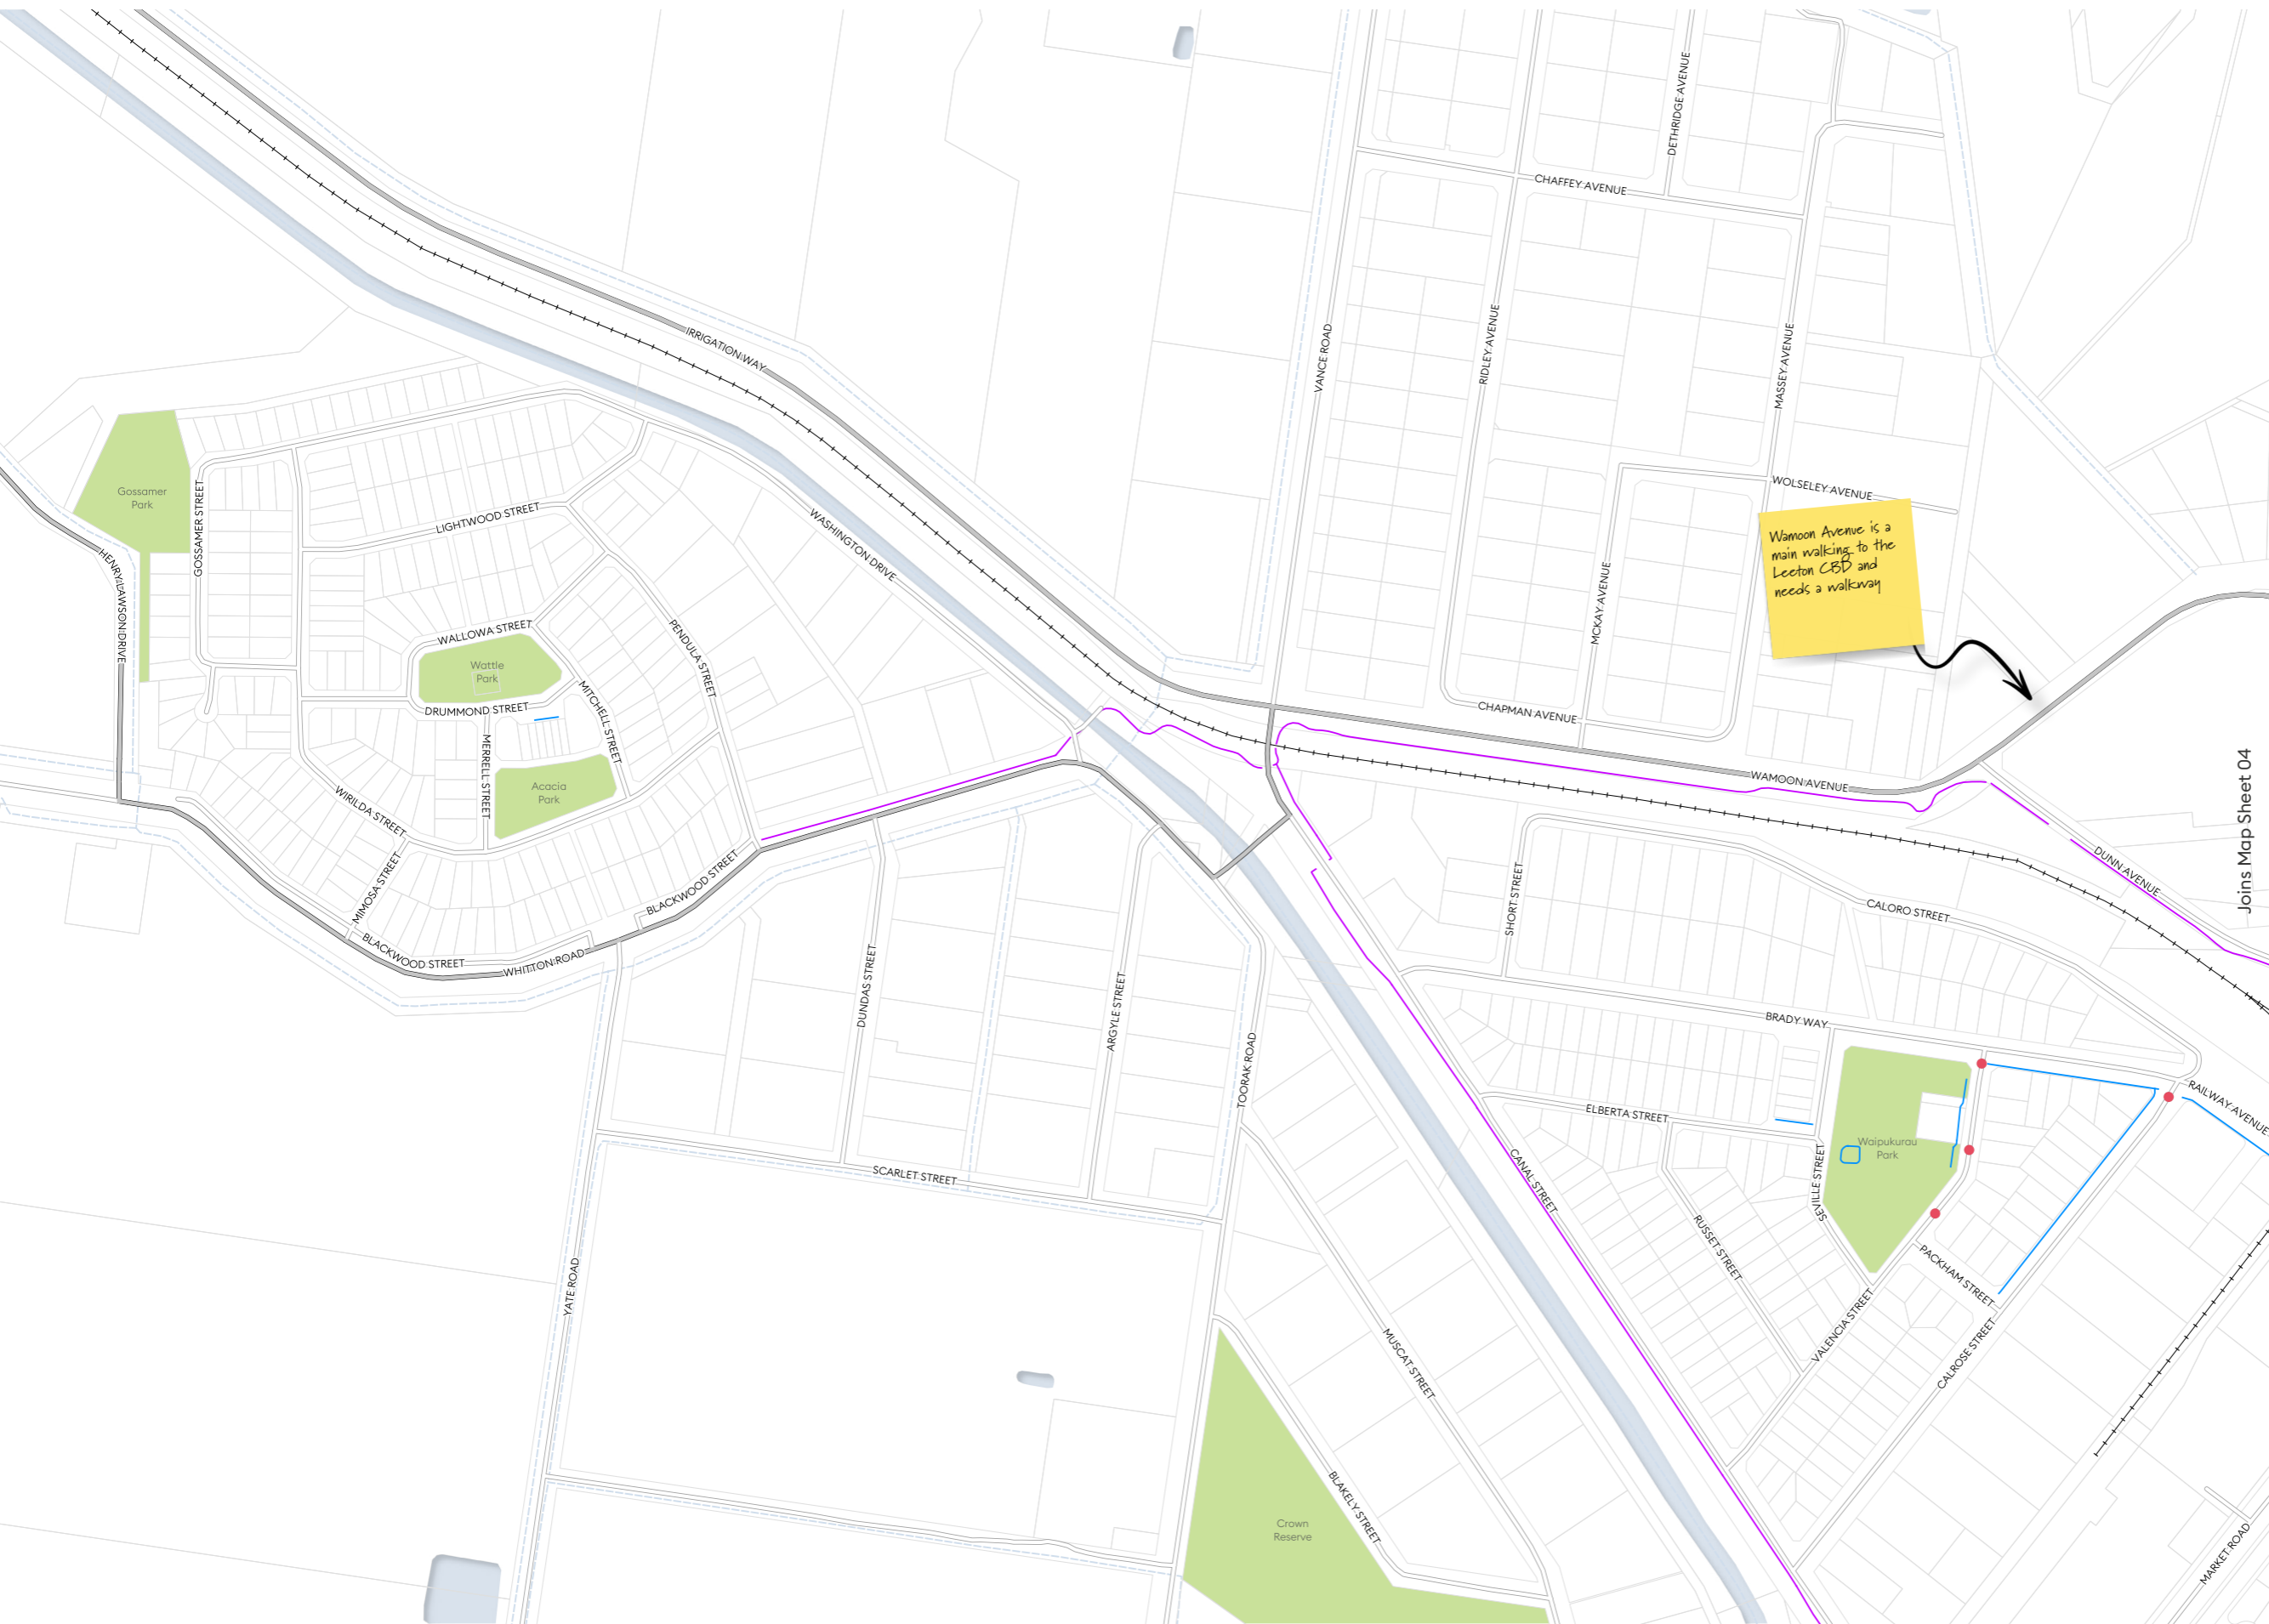 DETHRIDGE AVENUE
CHAFFEY AVENUE
IRRIGATION WAY
VANCE ROAD
RIDLEY AVENUE
MASSEY AVENUE
WOLSELEY AVENUE
Wamoon Avenue is a
main walking to the
Leeton CBD and
needs a walkway
Gossamer
Park
GOSSAMER STREET
LIGHTWOOD STREET
WASHINGTON DRIVE
HENRY LAWSON DRIVE
WALLOWA STREET
Wattle
Park
PENDULA STREET
MCKAY AVENUE
DRUMMOND STREET
MITCHELL STREET
CHAPMAN AVENUE
MERRELL STREET
WAMOON AVENUE
Acacia
Park
WIRILDA STREET
Joins Map Sheet 04
DUNN AVENUE
MIMOSA STREET
BLACKWOOD STREET
SHORT STREET
CALORO STREET
BLACKWOOD STREET
WHITTON ROAD
DUNDAS STREET
ARGYLE STREET
BRADY WAY
TOORAK ROAD
RAILWAY AVENUE
ELBERTA STREET
Waipukurau
Park
SCARLET STREET
CANAL STREET
SEVILLE STREET
RUSSET STREET
PACKHAM STREET
YATE ROAD
VALENCIA STREET
CALROSE STREET
MUSCAT STREET
BLAKELY STREET
Crown
Reserve
MARKET ROAD